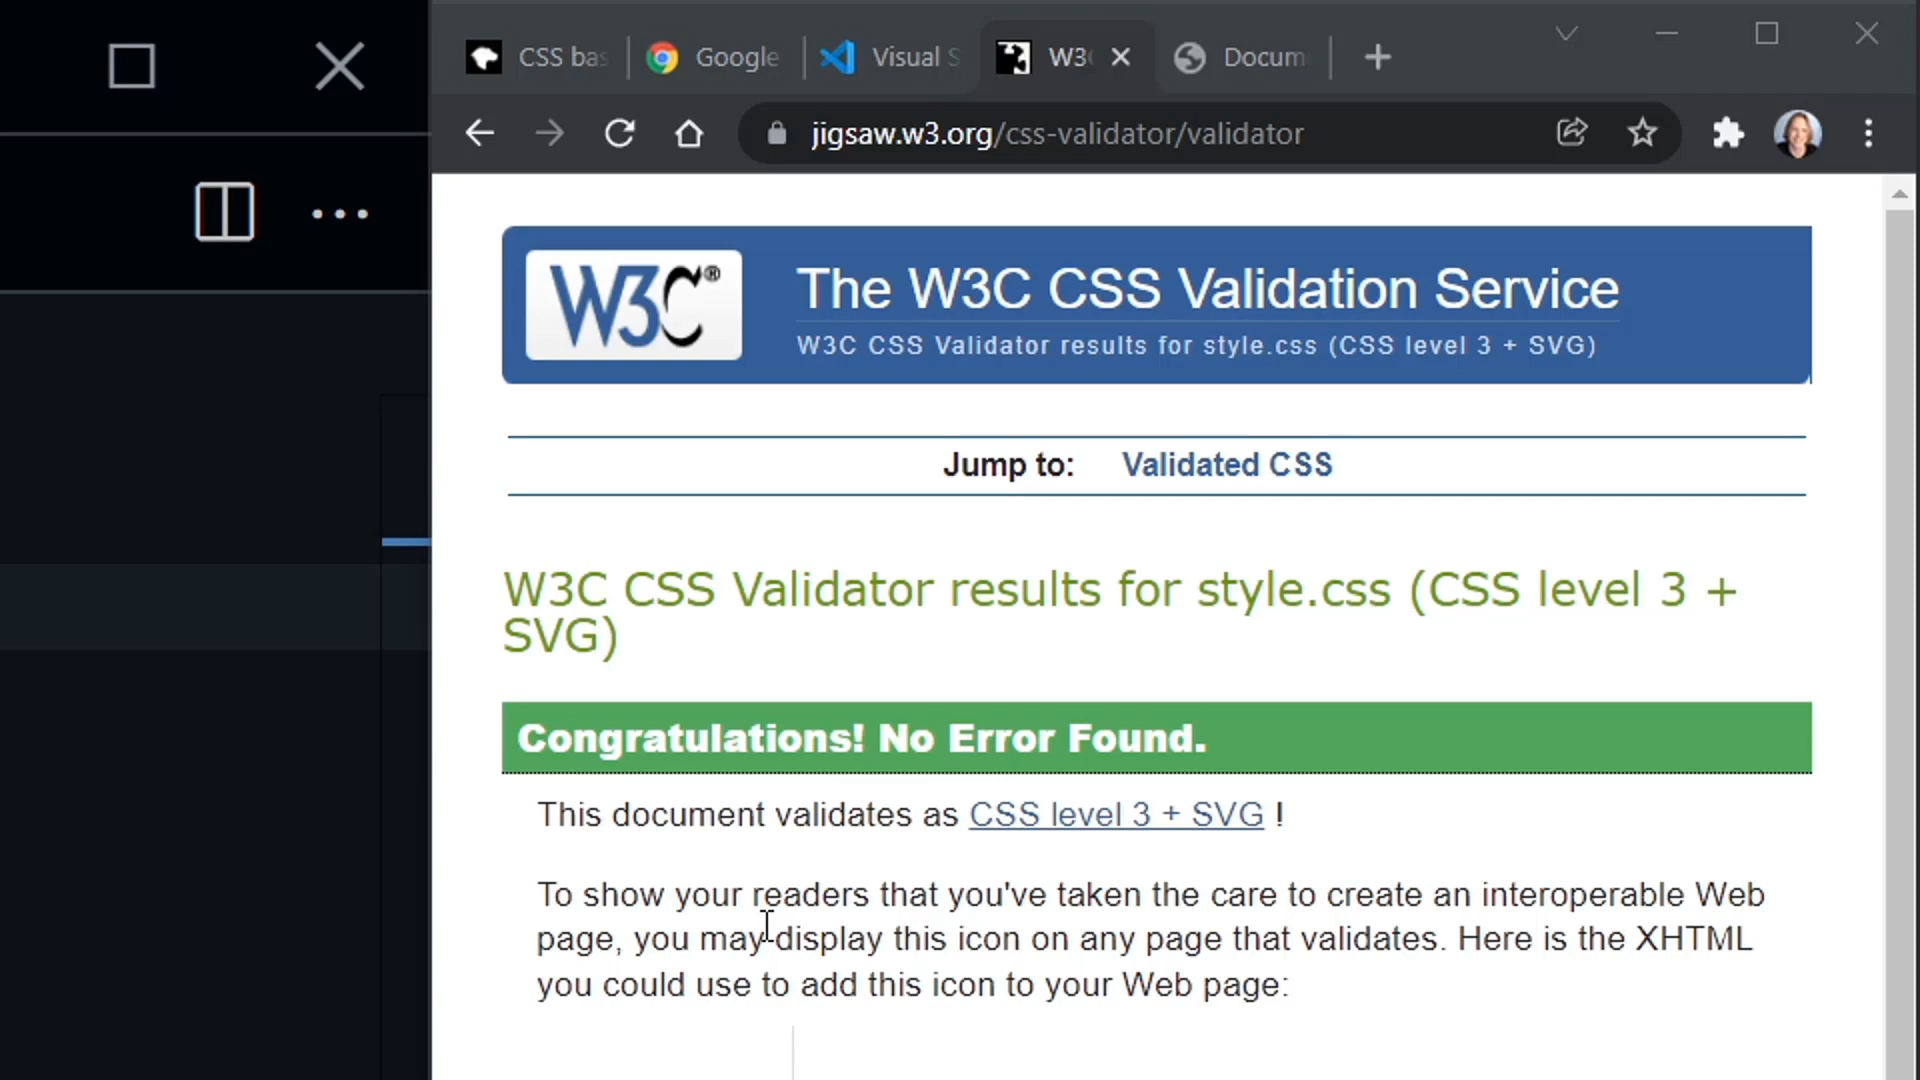 CSS bas
Google
Visual S
W3C
Docum
jigsaw.w3.org/css-validator/validator
W3C®
The W3C CSS Validation Service
W3C CSS Validator results for style.css (CSS level 3 + SVG)
Jump to: Validated CSS
W3C CSS Validator results for style.css (CSS level 3 +
SVG)
Congratulations! No Error Found.
This document validates as CSS level 3 + SVG !
To show your readers that you've taken the care to create an interoperable Web
page, you may display this icon on any page that validates. Here is the XHTML
you could use to add this icon to your Web page: